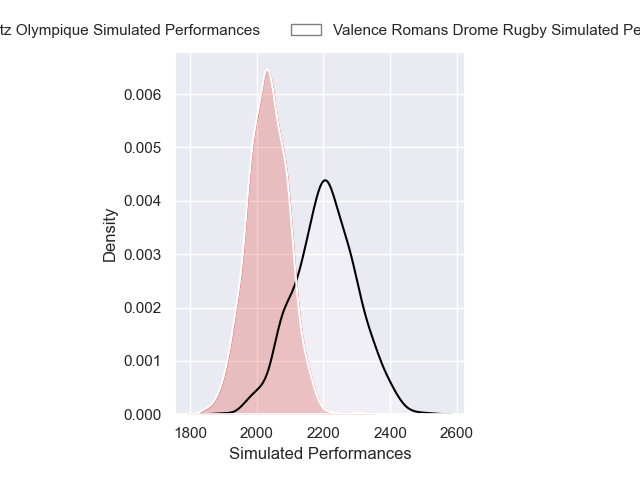 tz Olympique Simulated Performances
Valence Romans Drome Rugby Simulated Pe
0.006
0.005
0.004
0.003
0.002
0.001
0.000
Density
1800 2000 2200 2400 2600
Simulated Performances